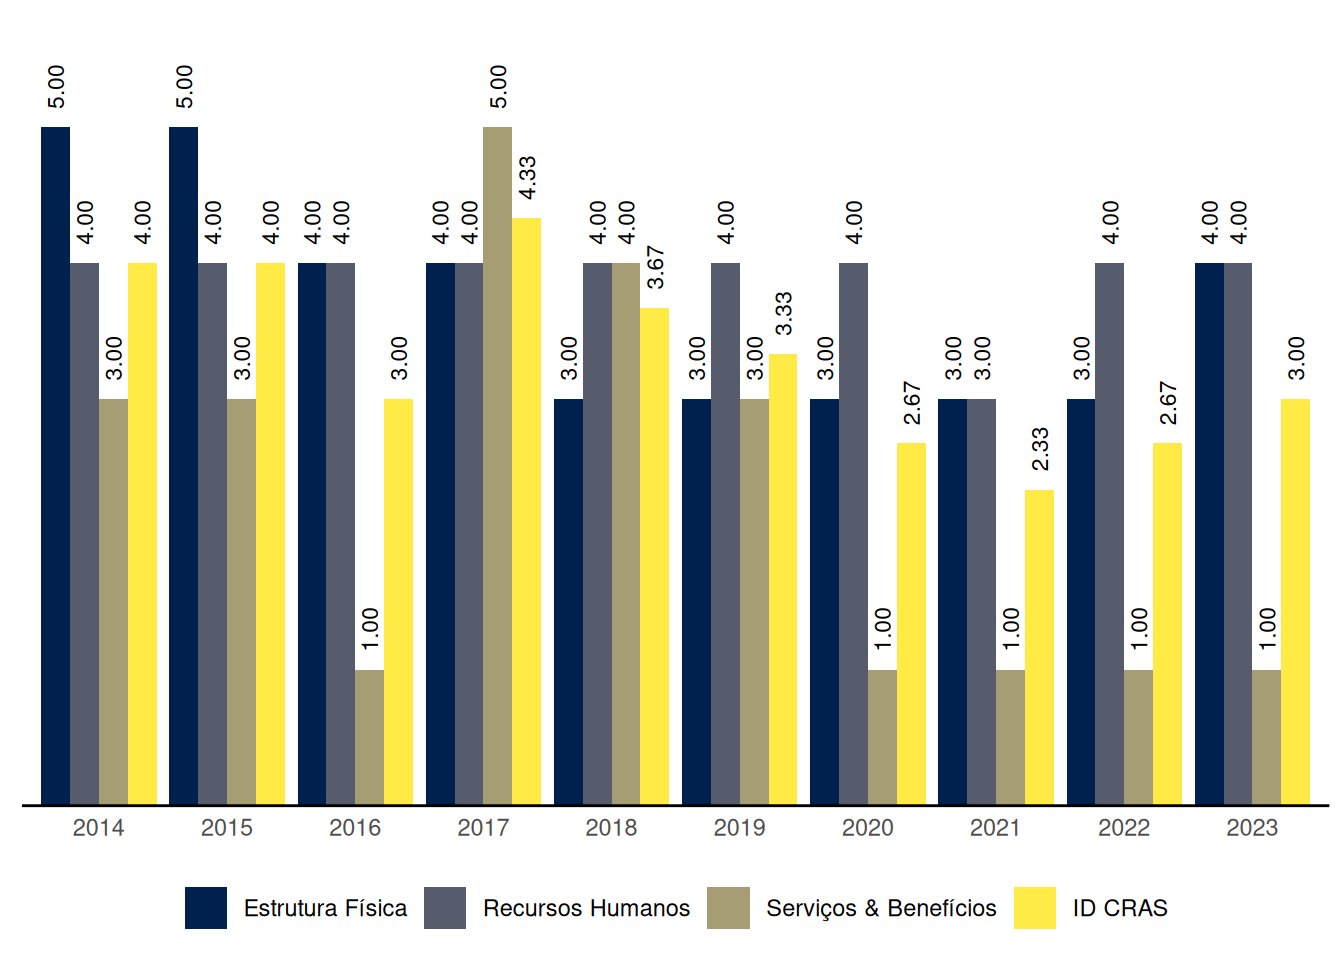 5.00 4.00 3.00 4.00
5.00 4.00 3.00 4.00
4.00 4.00 1.00 3.00
4.00 4.00 5.00 4.33
3.00 4.00 4.00 3.67
3.00 4.00 3.00 3.33
3.00 4.00 1.00 2.67
3.00 3.00 1.00 2.33
3.00 4.00 1.00 2.67
4.00 4.00 1.00 3.00
2014 2015 2016 2017 2018 2019 2020 2021 2022 2023
Estrutura Física Recursos Humanos Serviços & Benefícios ID CRAS